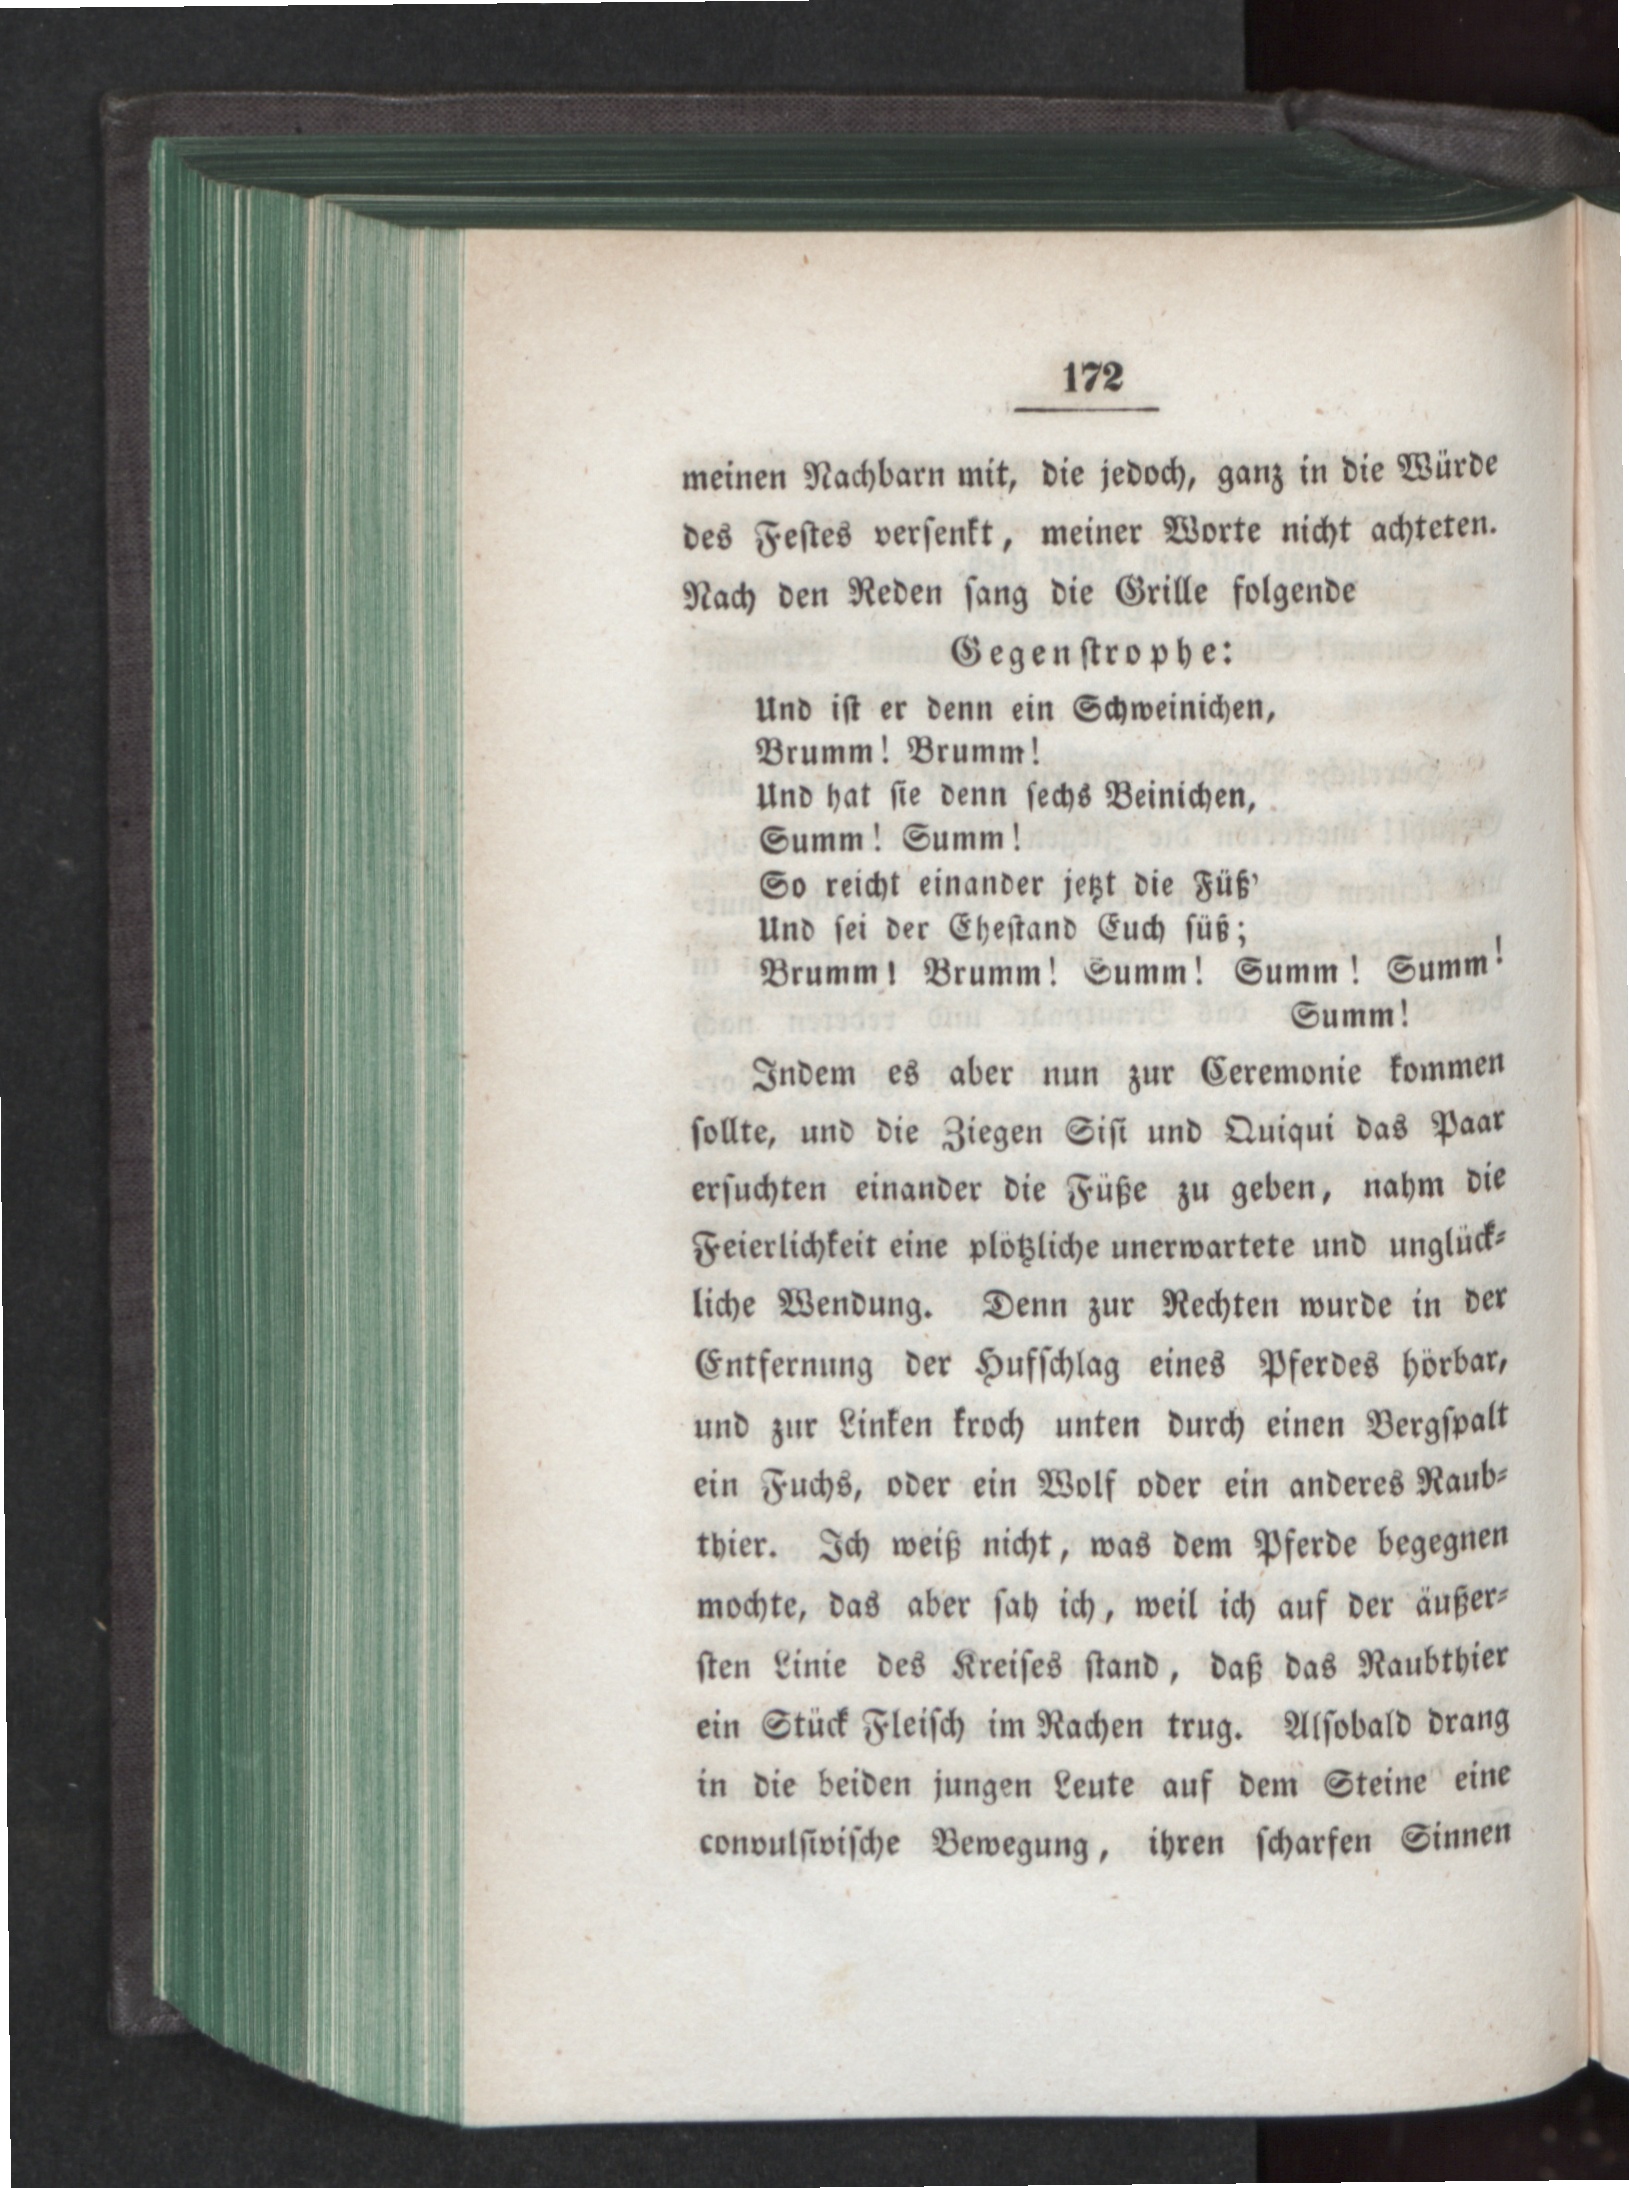 172
meinen Nachbarn mit, die jedoch, ganz in die Würde
des Feſtes verſenkt, meiner Worte nicht achteten.
Nach den Reden ſang die Grille folgende
Gegenſtrophe:
Und iſt er denn ein Schweinichen,
Brumm! Brumm!
Und hat ſie denn ſechs Beinichen,
Summ! Summ!
So reicht einander jetzt die Füß'
Und ſei der Eheſtand Euch ſüß;
Brumm! Brumm! Summ! Summ! Summ!
Summ!
Indem es aber nun zur Ceremonie kommen
ſollte, und die Ziegen Siſi und Quiqui das Paar
erſuchten einander die Füße zu geben, nahm die
Feierlichkeit eine plötzliche unerwartete und unglück-
liche Wendung. Denn zur Rechten wurde in der
Entfernung der Hufſchlag eines Pferdes hörbar,
und zur Linken kroch unten durch einen Bergſpalt
ein Fuchs, oder ein Wolf oder ein anderes Raub-
thier. Ich weiß nicht, was dem Pferde begegnen
mochte, das aber ſah ich, weil ich auf der äußer-
ſten Linie des Kreiſes ſtand, daß das Raubthier
ein Stück Fleiſch im Rachen trug. Alſobald drang
in die beiden jungen Leute auf dem Steine eine
convulſiviſche Bewegung, ihren ſcharfen Sinnen